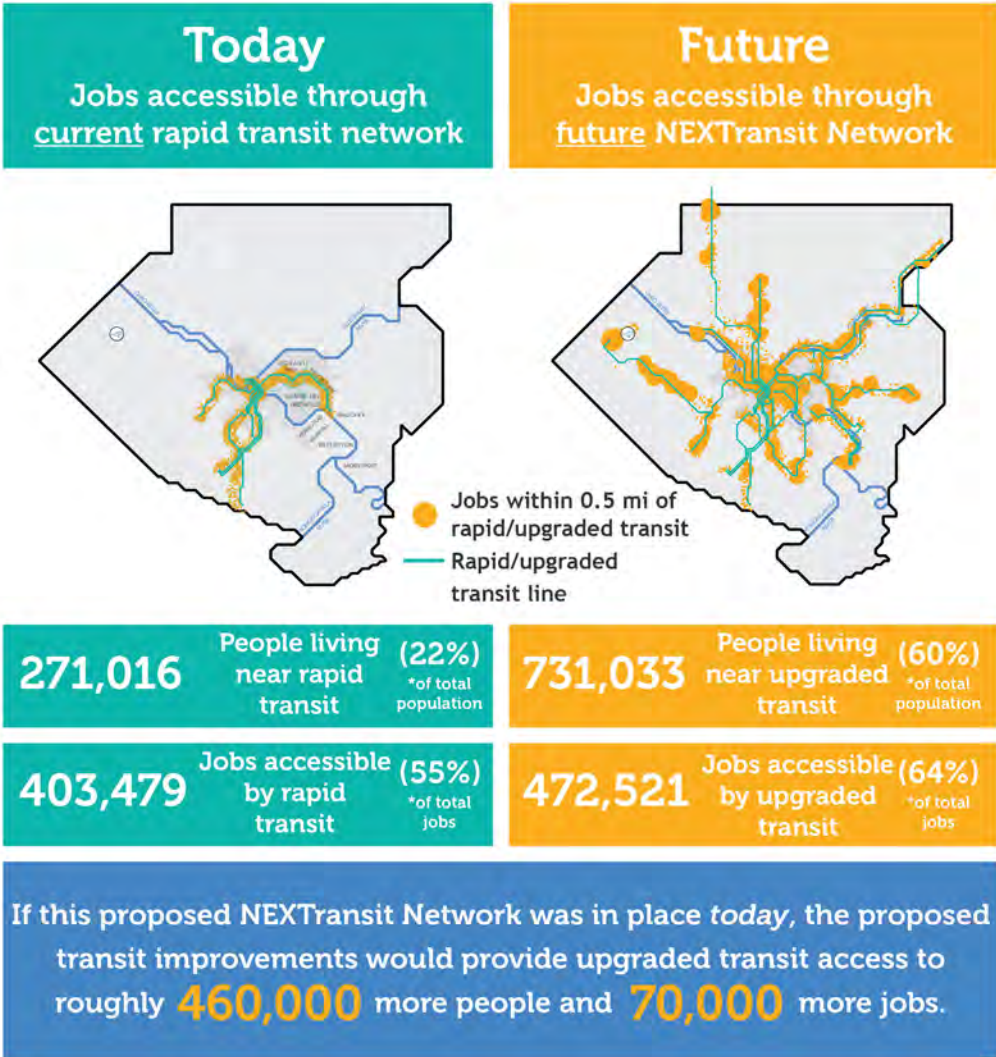 Today
Jobs accessible through
current rapid transit network
Future
Jobs accessible through
future NEXTransit Network
Jobs within 0.5 mi of
rapid/upgraded transit
Rapid/upgraded
transit line
271,016
People living
near rapid
transit
(22%)
*of total
population
731,033
People living
near upgraded
transit
(60%)
*of total
population
403,479
Jobs accessible
by rapid
transit
(55%)
*of total
jobs
472,521
Jobs accessible
by upgraded
transit
(64%)
*of total
jobs
If this proposed NEXTransit Network was in place today, the proposed
transit improvements would provide upgraded transit access to
roughly 460,000 more people and 70,000 more jobs.